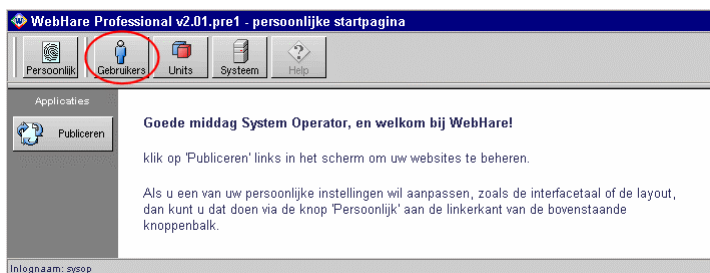 WebHare Professional v2.01.pre1 - persoonlijke startpagina
Persoonlijk Gebruikers Units Systeem Help
Applicaties
Publiceren
Goede middag System Operator, en welkom bij WebHare!
klik op 'Publiceren' links in het scherm om uw websites te beheren.
Als u een van uw persoonlijke instellingen wil aanpassen, zoals de interfacetaal of de layout,
dan kunt u dat doen via de knop 'Persoonlijk' aan de linkerkant van de bovenstaande
knoppenbalk.
Inlognaam: sysop